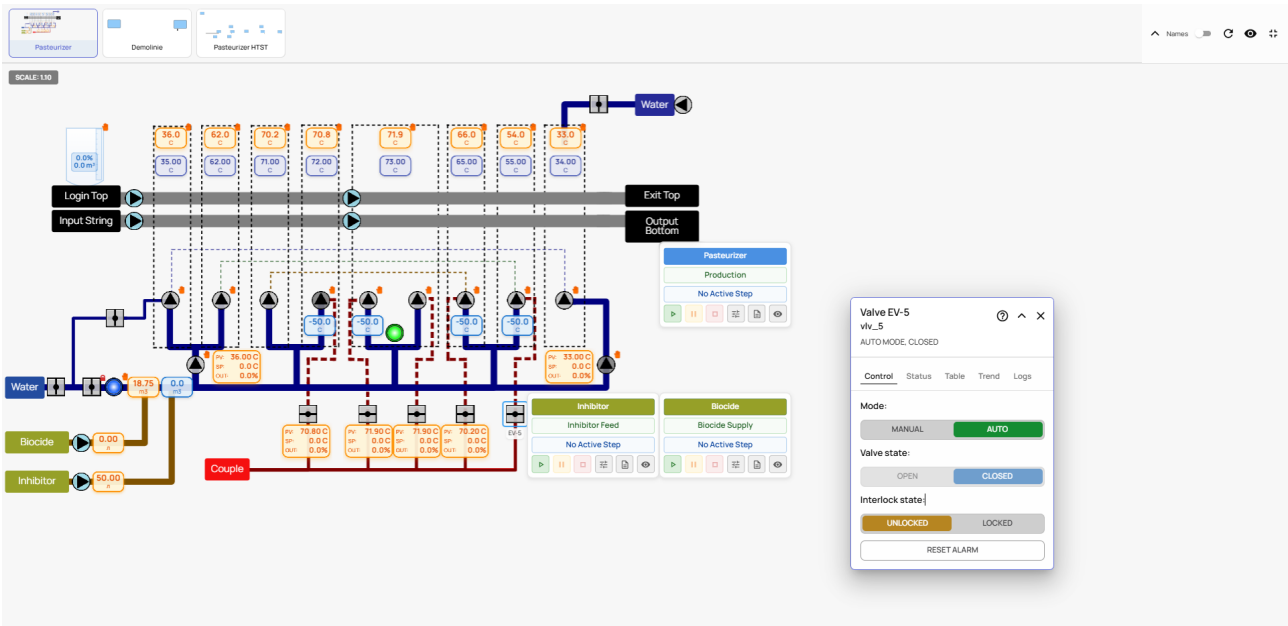 Pasteurizer
Demolinie
Pasteurizer HTST
Names
SCALE: 1.10
Water
36.0 C
62.0 C
70.2 C
70.8 C
71.9 C
66.0 C
54.0 C
33.0 C
0.0%
0.0 m³
35.00 C
62.00 C
71.00 C
72.00 C
73.00 C
65.00 C
55.00 C
34.00 C
Login Top
Exit Top
Input String
Output
Bottom
Pasteurizer
Production
No Active Step
-50.0 C
-50.0 C
-50.0 C
-50.0 C
PV: 36.00 C
SP: 0.0 C
OUT: 0.0%
PV: 33.00 C
SP: 0.0 C
OUT: 0.0%
Water
18.75 m3
0.0 m3
Biocide
0.00
Inhibitor
50.00
Couple
PV: 70.80 C
SP: 0.0 C
OUT: 0.0%
PV: 71.90 C
SP: 0.0 C
OUT: 0.0%
PV: 71.90 C
SP: 0.0 C
OUT: 0.0%
PV: 70.20 C
SP: 0.0 C
OUT: 0.0%
EV-5
Inhibitor
Inhibitor Feed
No Active Step
Biocide
Biocide Supply
No Active Step
Valve EV-5
vlv_5
AUTO MODE, CLOSED
Control Status Table Trend Logs
Mode:
MANUAL AUTO
Valve state:
OPEN CLOSED
Interlock state:
UNLOCKED LOCKED
RESET ALARM